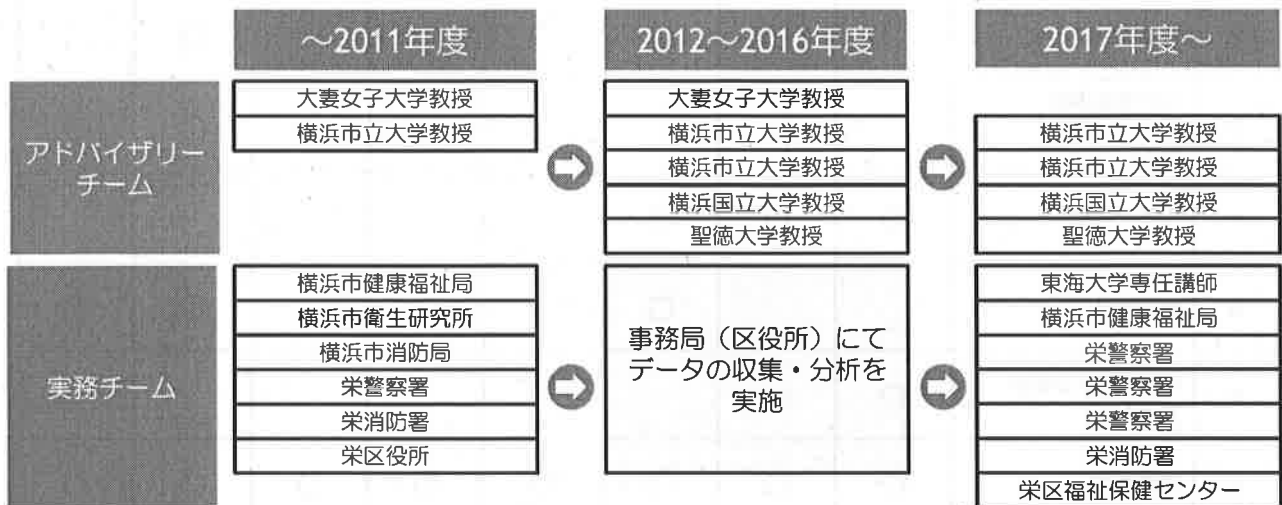 ～2011年度
2012～2016年度
2017年度～
アドバイザリー
チーム
大妻女子大学教授
横浜市立大学教授
大妻女子大学教授
横浜市立大学教授
横浜市立大学教授
横浜国立大学教授
聖徳大学教授
横浜市立大学教授
横浜市立大学教授
横浜国立大学教授
聖徳大学教授
実務チーム
横浜市健康福祉局
横浜市衛生研究所
横浜市消防局
栄警察署
栄消防署
栄区役所
事務局（区役所）にて
データの収集・分析を
実施
東海大学専任講師
横浜市健康福祉局
栄警察署
栄警察署
栄警察署
栄消防署
栄区福祉保健センター